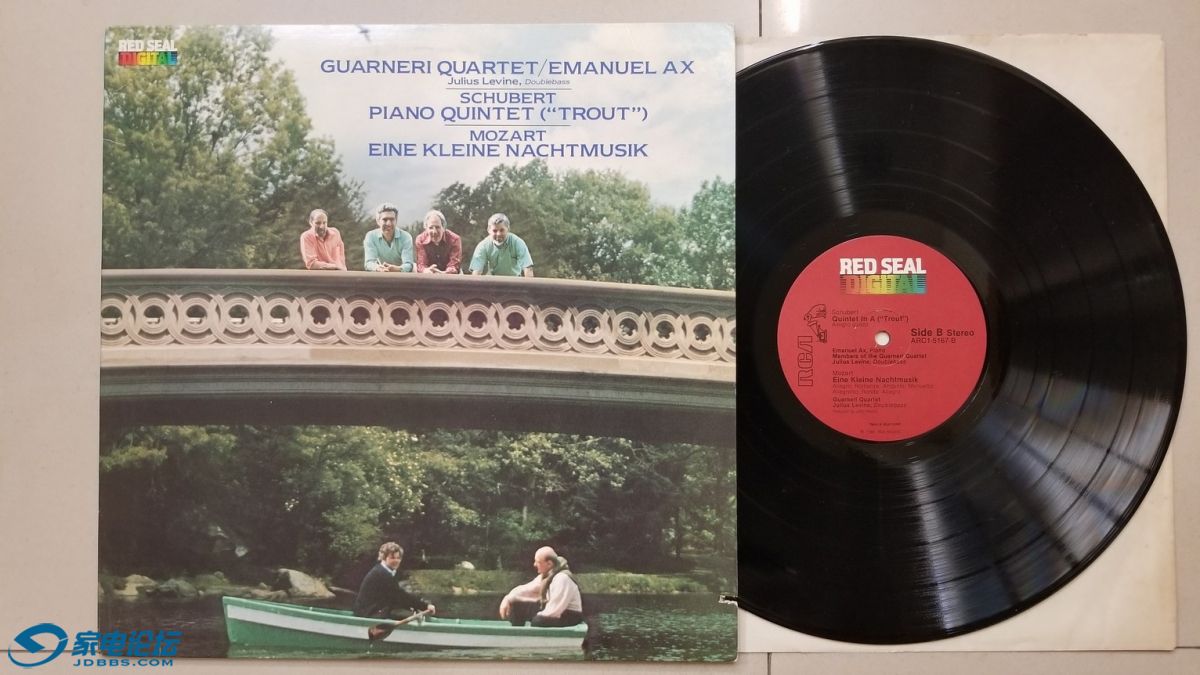 RED SEAL
DIGITAL
GUARNERI QUARTET/EMANUEL AX
Julius Levine, Doublebass
SCHUBERT
PIANO QUINTET (“TROUT”)
MOZART
EINE KLEINE NACHTMUSIK
RED SEAL
DIGITAL
RCA
Schubert
Quintet in A ("Trout")
Side B Stereo
ARC1-5167-B
Emanuel Ax, Piano
Members of the Guarneri Quartet
Julius Levine, Doublebass
Mozart
Eine Kleine Nachtmusik
Guarneri Quartet
Julius Levine, Doublebass
家电论坛
JDBBS.COM